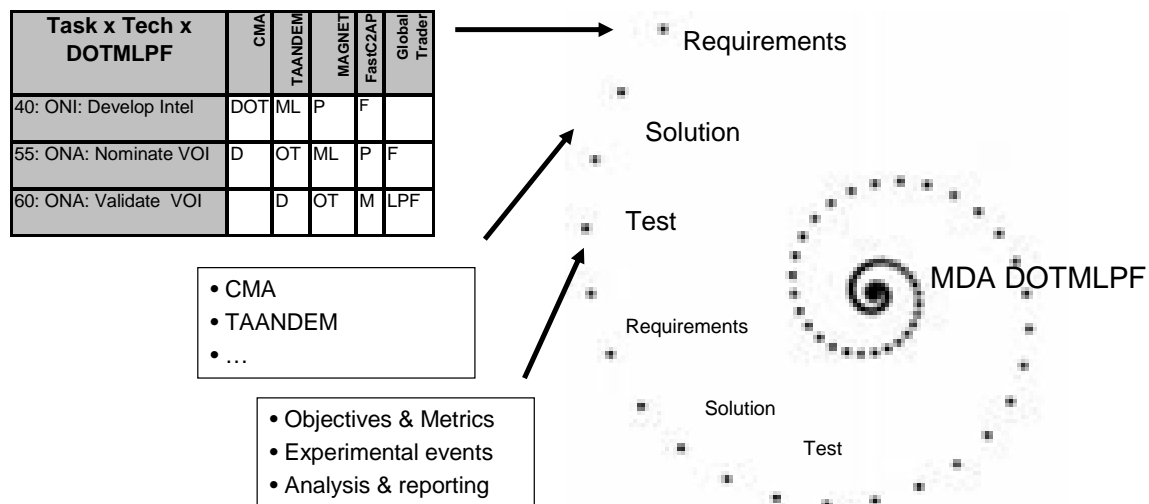 Task x Tech x DOTMLPF CMA TAANDEM MAGNET FastC2AP Global Trader
40: ONI: Develop Intel DOT ML P F
55: ONA: Nominate VOI D OT ML P F
60: ONA: Validate VOI D OT M LPF
Requirements
Solution
Test
• CMA
• TAANDEM
• …
• Objectives & Metrics
• Experimental events
• Analysis & reporting
Requirements
Solution
Test
MDA DOTMLPF